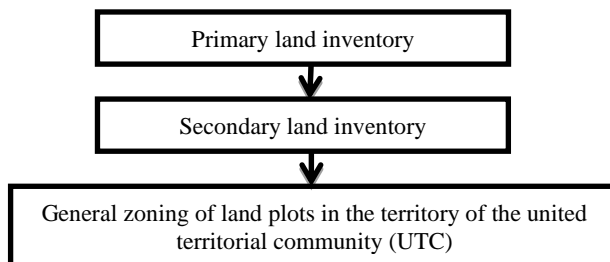 Primary land inventory
Secondary land inventory
General zoning of land plots in the territory of the united
territorial community (UTC)